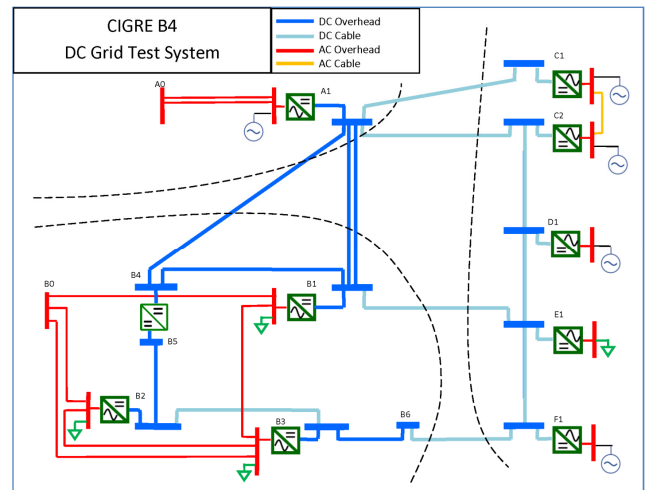 CIGRE B4
DC Grid Test System
DC Overhead
DC Cable
AC Overhead
AC Cable
A0
A1
C1
C2
D1
B4
B0
B1
B5
E1
B2
B3
B6
F1